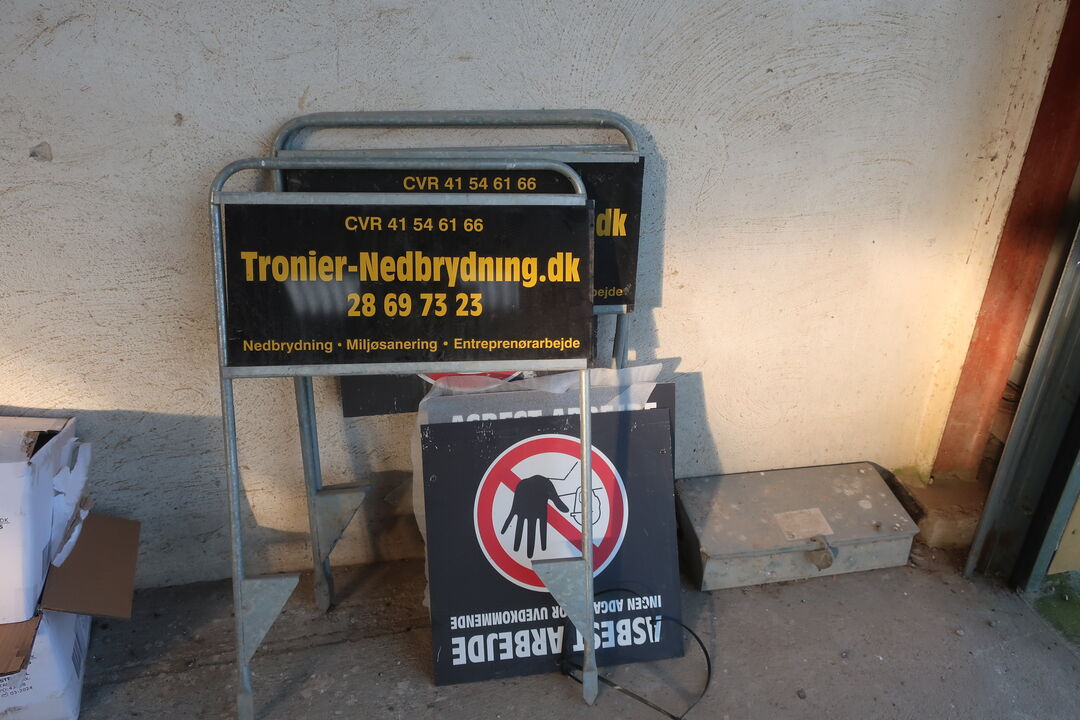 CVR 41 54 61 66
dk
bejde
CVR 41 54 61 66
Tronier-Nedbrydning.dk
28 69 73 23
Nedbrydning • Miljøsanering • Entreprenørarbejde
ASBEST ARBEJDE
INGEN ADGANG FOR UVEDKOMMENDE